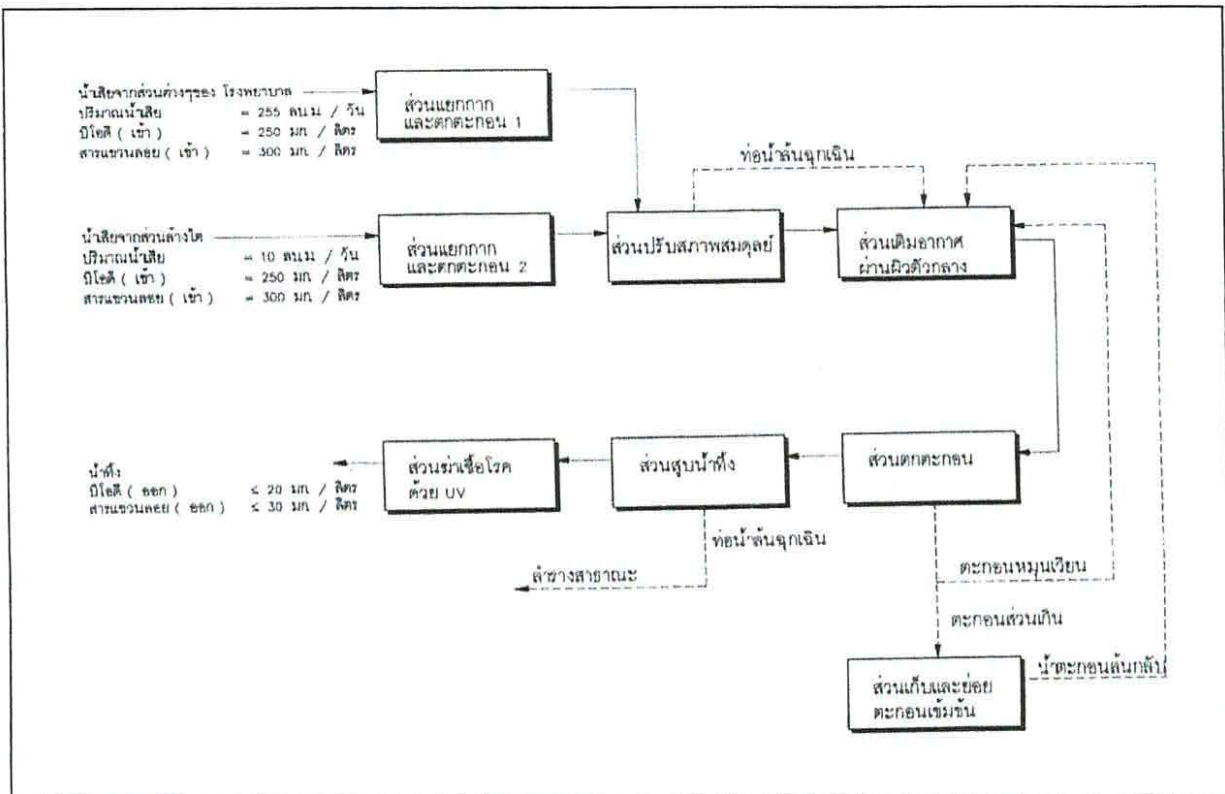 น้ำเสียจากส่วนต่างๆของ โรงพยาบาล
ปริมาณน้ำเสีย = 255 ลบ.ม / วัน
บีโอดี ( เข้า ) = 250 มก. / ลิตร
สารแขวนลอย ( เข้า ) = 300 มก. / ลิตร
ส่วนแยกกาก
และตกตะกอน 1
ท่อน้ำล้นฉุกเฉิน
น้ำเสียจากส่วนล้างไต
ปริมาณน้ำเสีย = 10 ลบ.ม / วัน
บีโอดี ( เข้า ) = 250 มก. / ลิตร
สารแขวนลอย ( เข้า ) = 300 มก. / ลิตร
ส่วนแยกกาก
และตกตะกอน 2
ส่วนปรับสภาพสมดุลย์
ส่วนเติมอากาศ
ผ่านผิวตัวกลาง
น้ำทิ้ง
บีโอดี ( ออก ) ≤ 20 มก. / ลิตร
สารแขวนลอย ( ออก ) ≤ 30 มก. / ลิตร
ส่วนฆ่าเชื้อโรค
ด้วย UV
ส่วนสูบน้ำทิ้ง
ส่วนตกตะกอน
ท่อน้ำล้นฉุกเฉิน
ลำรางสาธาณะ
ตะกอนหมุนเวียน
ตะกอนส่วนเกิน
ส่วนเก็บและย่อย
ตะกอนเข้มข้น
น้ำตะกอนล้นกลับ